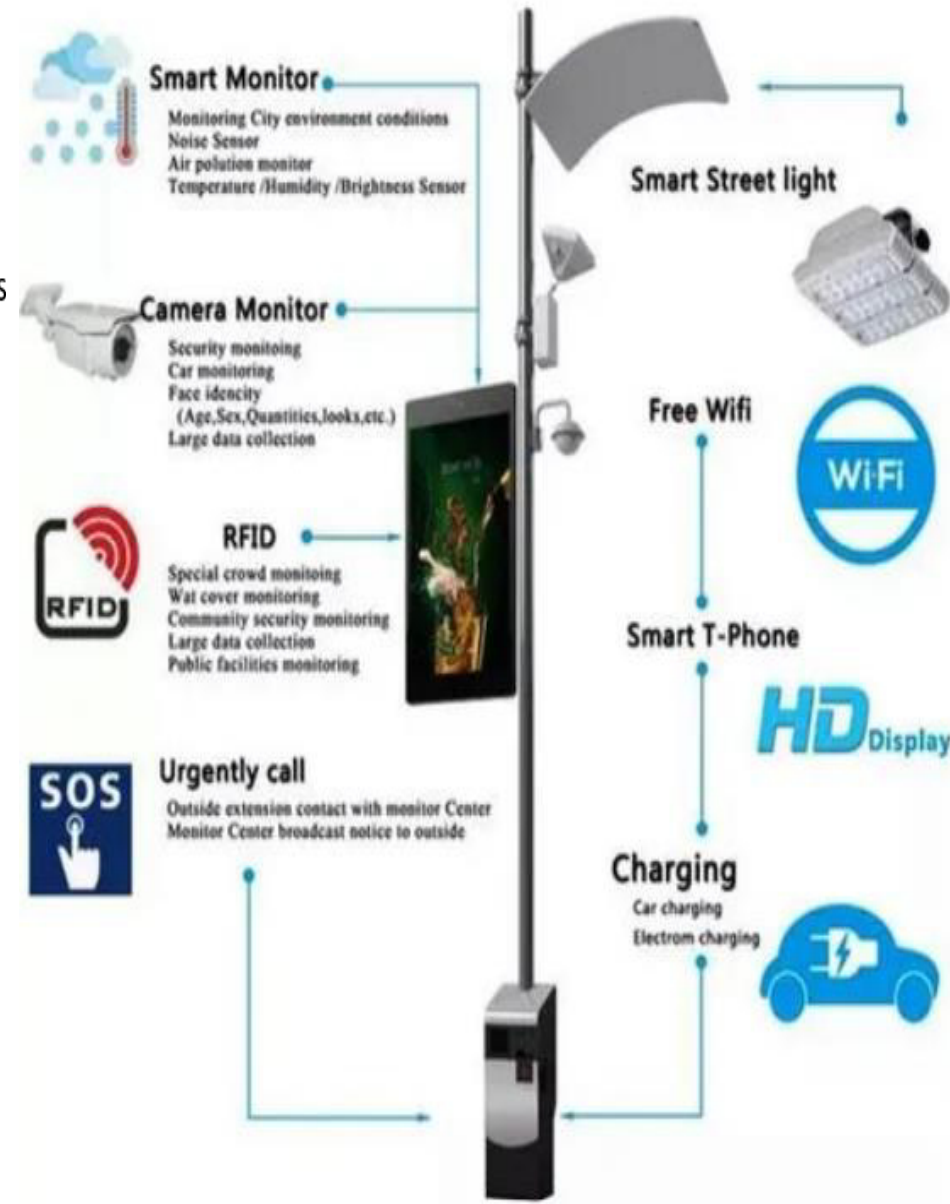 Smart Monitor
Monitoring City environment conditions
Noise Sensor
Air polution monitor
Temperature /Humidity /Brightness Sensor
s
Camera Monitor
Security monitoing
Car monitoring
Face idencity
(Age,Sex,Quantities,looks,etc.)
Large data collection
RFID
RFID
Special crowd monitoing
Wat cover monitoring
Community security monitoring
Large data collection
Public facilities monitoring
SOS
Urgently call
Outside extension contact with monitor Center
Monitor Center broadcast notice to outside
Smart Street light
Free Wifi
Wi-Fi
Smart T-Phone
HD Display
Charging
Car charging
Electrom charging